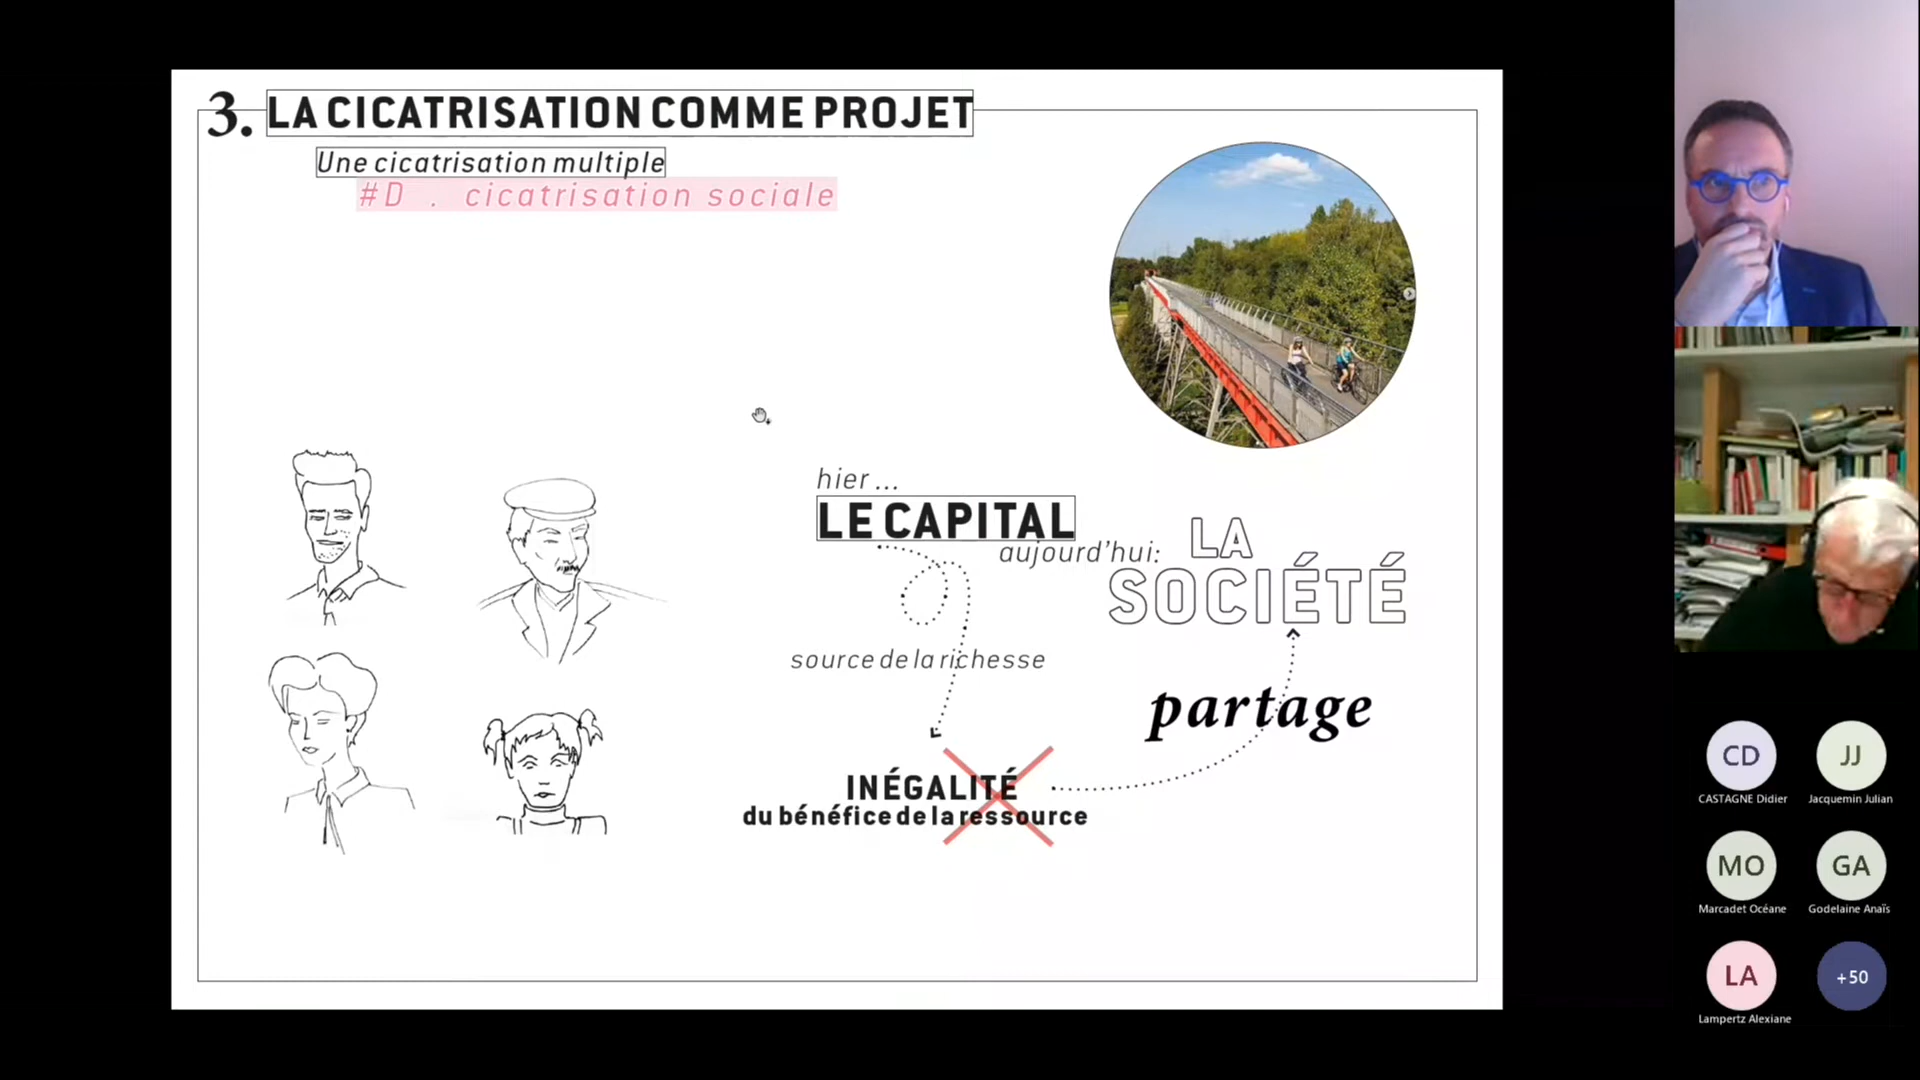 3. LA CICATRISATION COMME PROJET
Une cicatrisation multiple
#D . cicatrisation sociale
hier ...
LE CAPITAL
aujourd'hui:
LA
SOCIÉTÉ
source de la richesse
partage
INÉGALITÉ
du bénéfice de la ressource
CD
CASTAGNE Didier
JJ
Jacquemin Julian
MO
Marcadet Océane
GA
Godelaine Anaïs
LA
Lampertz Alexiane
+50